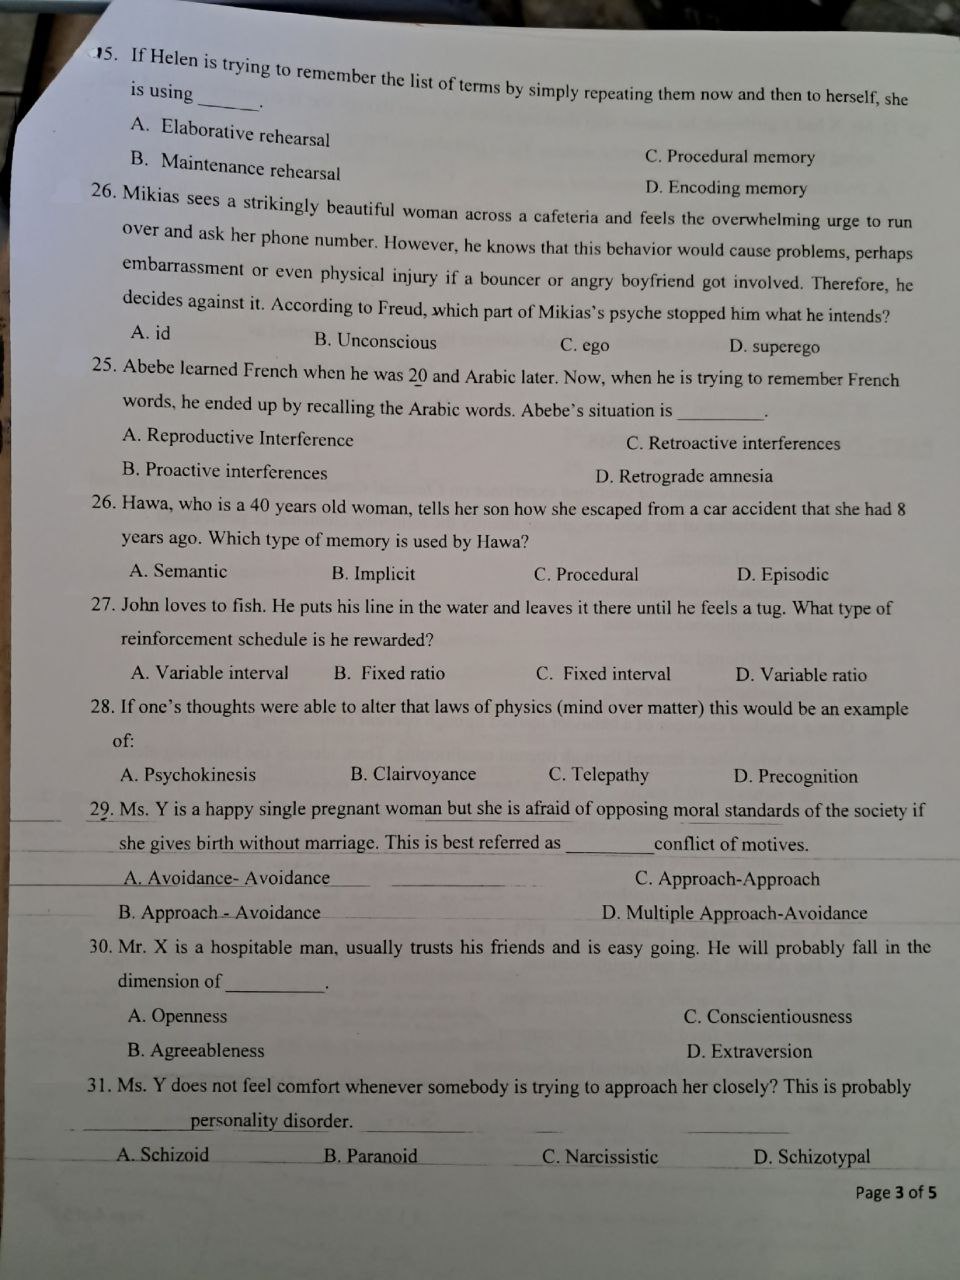 15. If Helen is trying to remember the list of terms by simply repeating them now and then to herself, she
is using ______.
A. Elaborative rehearsal
C. Procedural memory
B. Maintenance rehearsal
D. Encoding memory
26. Mikias sees a strikingly beautiful woman across a cafeteria and feels the overwhelming urge to run
over and ask her phone number. However, he knows that this behavior would cause problems, perhaps
embarrassment or even physical injury if a bouncer or angry boyfriend got involved. Therefore, he
decides against it. According to Freud, which part of Mikias's psyche stopped him what he intends?
A. id B. Unconscious C. ego D. superego
25. Abebe learned French when he was 20 and Arabic later. Now, when he is trying to remember French
words, he ended up by recalling the Arabic words. Abebe's situation is _________.
A. Reproductive Interference C. Retroactive interferences
B. Proactive interferences D. Retrograde amnesia
26. Hawa, who is a 40 years old woman, tells her son how she escaped from a car accident that she had 8
years ago. Which type of memory is used by Hawa?
A. Semantic B. Implicit C. Procedural D. Episodic
27. John loves to fish. He puts his line in the water and leaves it there until he feels a tug. What type of
reinforcement schedule is he rewarded?
A. Variable interval B. Fixed ratio C. Fixed interval D. Variable ratio
28. If one's thoughts were able to alter that laws of physics (mind over matter) this would be an example
of:
A. Psychokinesis B. Clairvoyance C. Telepathy D. Precognition
29. Ms. Y is a happy single pregnant woman but she is afraid of opposing moral standards of the society if
she gives birth without marriage. This is best referred as _________conflict of motives.
A. Avoidance- Avoidance C. Approach-Approach
B. Approach - Avoidance D. Multiple Approach-Avoidance
30. Mr. X is a hospitable man, usually trusts his friends and is easy going. He will probably fall in the
dimension of __________.
A. Openness C. Conscientiousness
B. Agreeableness D. Extraversion
31. Ms. Y does not feel comfort whenever somebody is trying to approach her closely? This is probably
___________personality disorder.
A. Schizoid B. Paranoid C. Narcissistic D. Schizotypal
Page 3 of 5